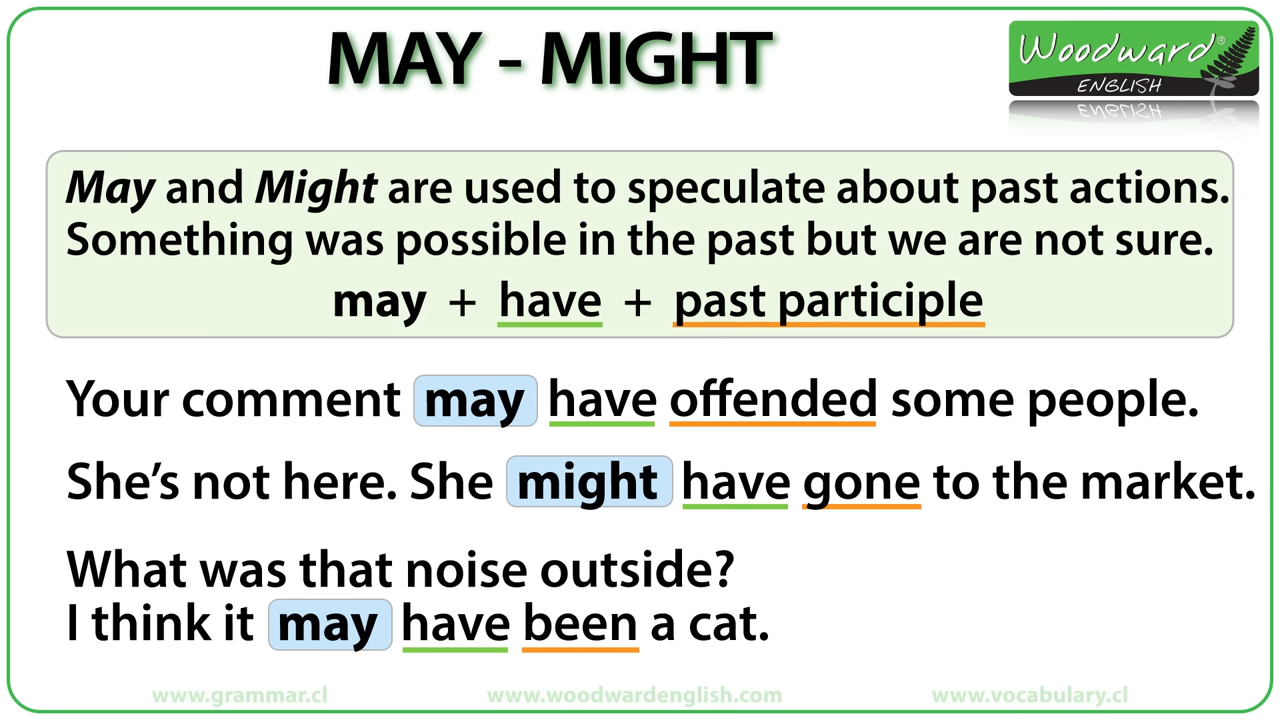 MAY - MIGHT
Woodward®
ENGLISH
May and Might are used to speculate about past actions.
Something was possible in the past but we are not sure.
may + have + past participle
Your comment may have offended some people.
She's not here. She might have gone to the market.
What was that noise outside?
I think it may have been a cat.
www.grammar.cl www.woodwardenglish.com www.vocabulary.cl